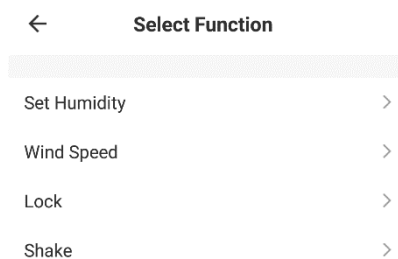 Select Function
Set Humidity
Wind Speed
Lock
Shake